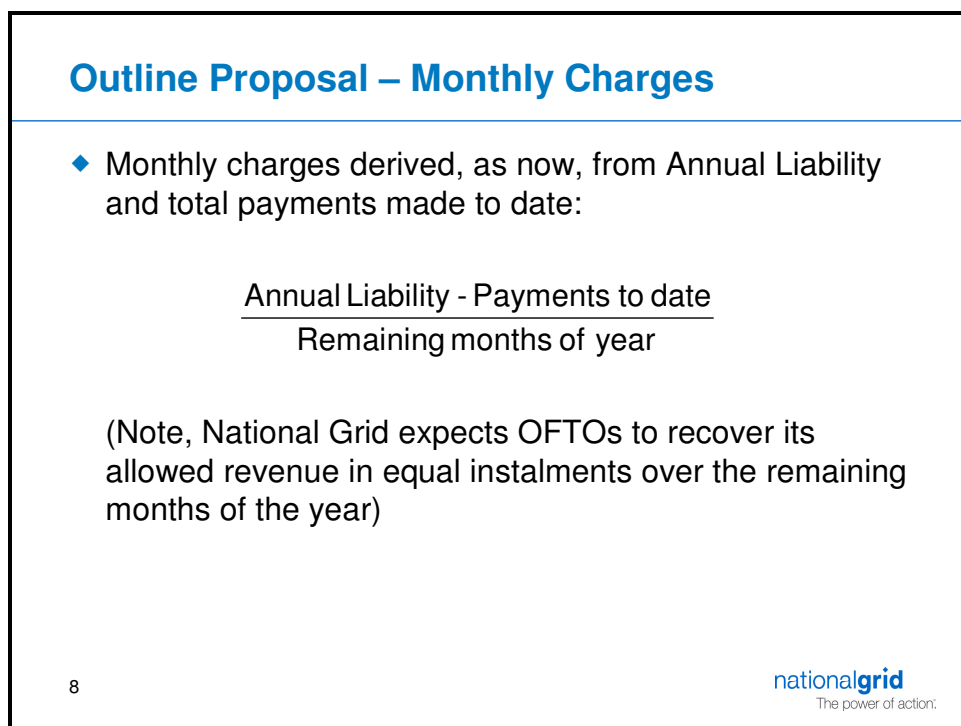 Outline Proposal – Monthly Charges
◆ Monthly charges derived, as now, from Annual Liability
and total payments made to date:
Annual Liability - Payments to date
Remaining months of year
(Note, National Grid expects OFTOs to recover its
allowed revenue in equal instalments over the remaining
months of the year)
8
nationalgrid
The power of action.